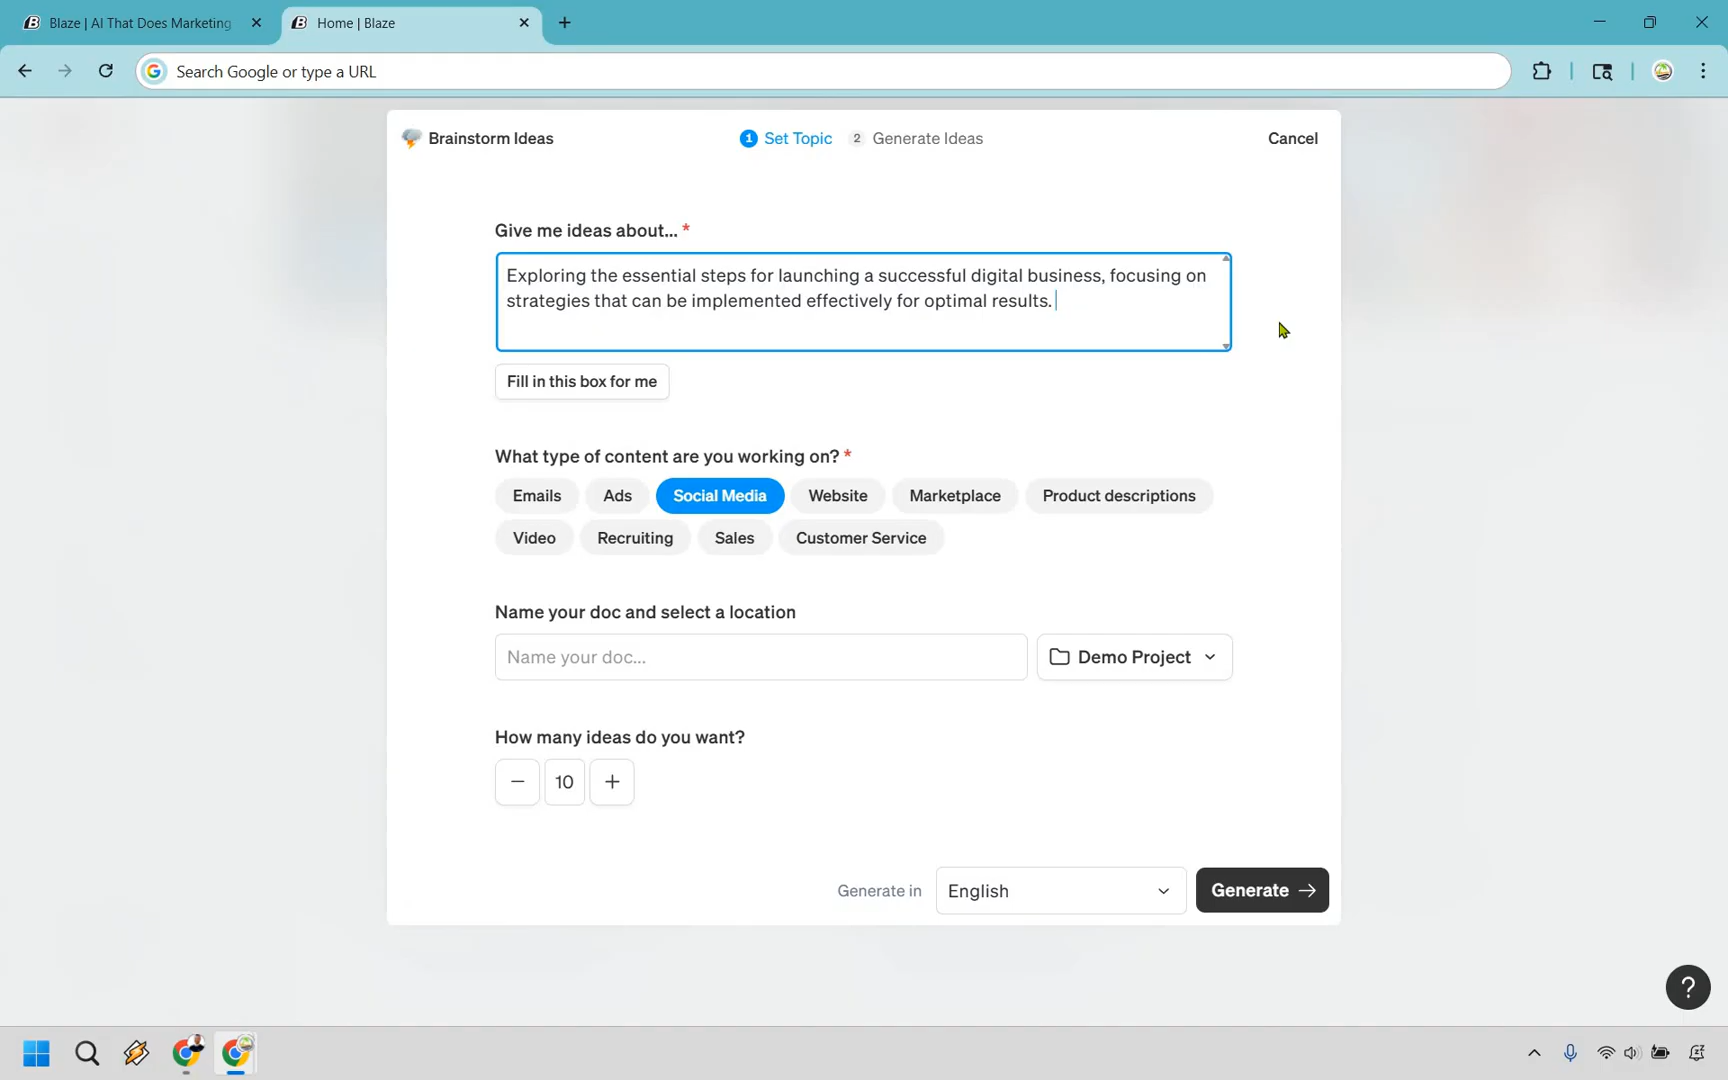 Blaze | AI That Does Marketing
Home | Blaze
Search Google or type a URL
Brainstorm Ideas
1 Set Topic 2 Generate Ideas
Cancel
Give me ideas about... *
Exploring the essential steps for launching a successful digital business, focusing on
strategies that can be implemented effectively for optimal results.
Fill in this box for me
What type of content are you working on? *
Emails Ads Social Media Website Marketplace Product descriptions
Video Recruiting Sales Customer Service
Name your doc and select a location
Name your doc... Demo Project
How many ideas do you want?
− 10 +
Generate in English Generate →
?